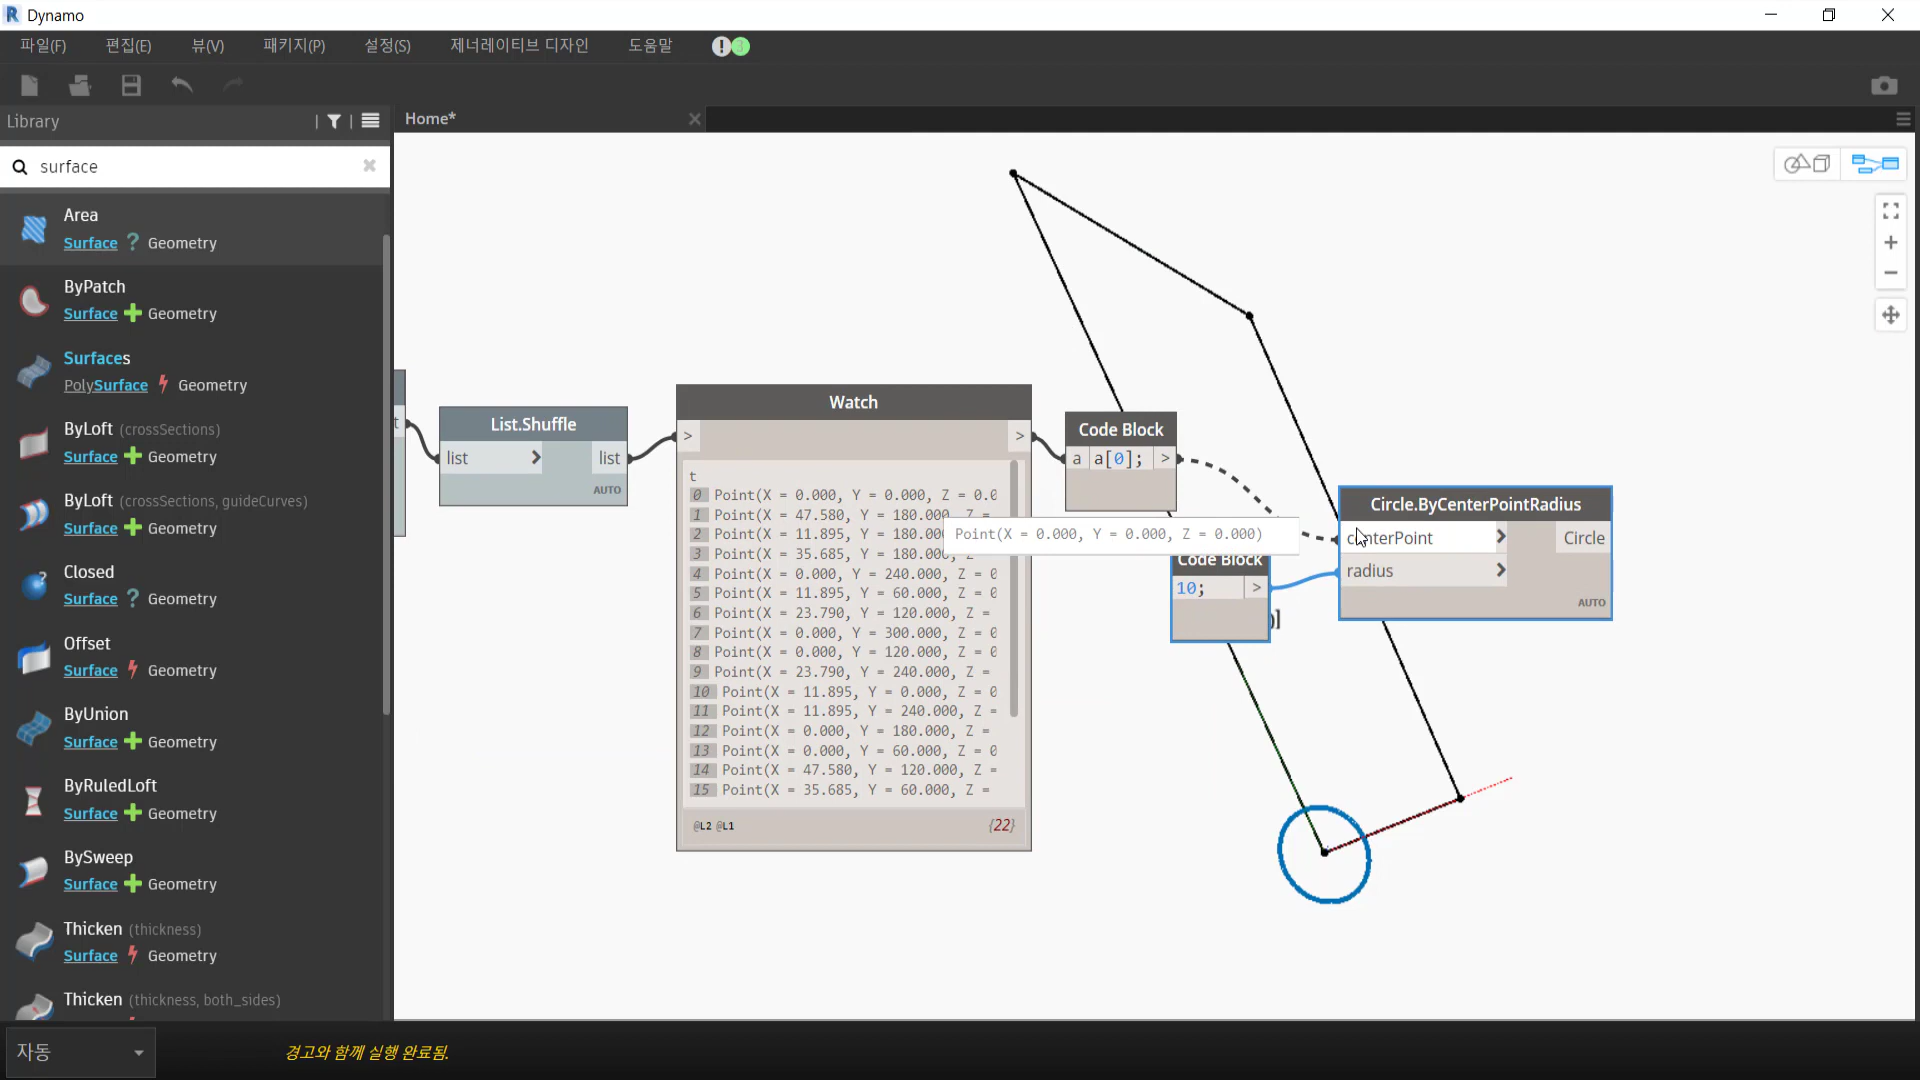 Dynamo
파일(F) 편집(E) 뷰(V) 패키지(P) 설정(S) 제너레이티브 디자인 도움말
Library
Home*
surface
Area
Surface ? Geometry
ByPatch
Surface Geometry
Surfaces
PolySurface Geometry
ByLoft (crossSections)
Surface Geometry
ByLoft (crossSections, guideCurves)
Surface Geometry
Closed
Surface ? Geometry
Offset
Surface Geometry
ByUnion
Surface Geometry
ByRuledLoft
Surface Geometry
BySweep
Surface Geometry
Thicken (thickness)
Surface Geometry
Thicken (thickness, both_sides)
t
List.Shuffle
list > list
AUTO
Watch
> >
t
0 Point(X = 0.000, Y = 0.000, Z = 0.0
1 Point(X = 47.580, Y = 180.000
2 Point(X = 11.895, Y = 180.000
3 Point(X = 35.685, Y = 180.000, Z =
4 Point(X = 0.000, Y = 240.000, Z = 0
5 Point(X = 11.895, Y = 60.000, Z = 0
6 Point(X = 23.790, Y = 120.000, Z =
7 Point(X = 0.000, Y = 300.000, Z = 0
8 Point(X = 0.000, Y = 120.000, Z = 0
9 Point(X = 23.790, Y = 240.000, Z =
10 Point(X = 11.895, Y = 0.000, Z = 0
11 Point(X = 11.895, Y = 240.000, Z =
12 Point(X = 0.000, Y = 180.000, Z =
13 Point(X = 0.000, Y = 60.000, Z = 0
14 Point(X = 47.580, Y = 120.000, Z =
15 Point(X = 35.685, Y = 60.000, Z =
@L2 @L1 {22}
Code Block
a a[0]; >
Point(X = 0.000, Y = 0.000, Z = 0.000)
Code Block
10; >
Circle.ByCenterPointRadius
centerPoint > Circle
radius >
AUTO
자동
경고와 함께 실행 완료됨.